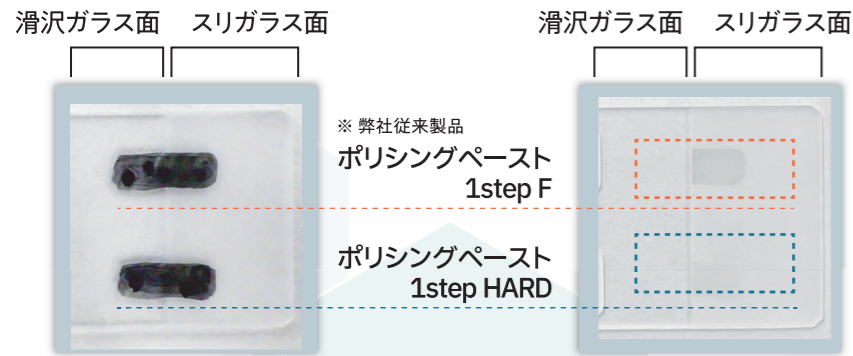 滑沢ガラス面 スリガラス面
滑沢ガラス面 スリガラス面
※ 弊社従来製品
ポリシングペースト
1step F
ポリシングペースト
1step HARD